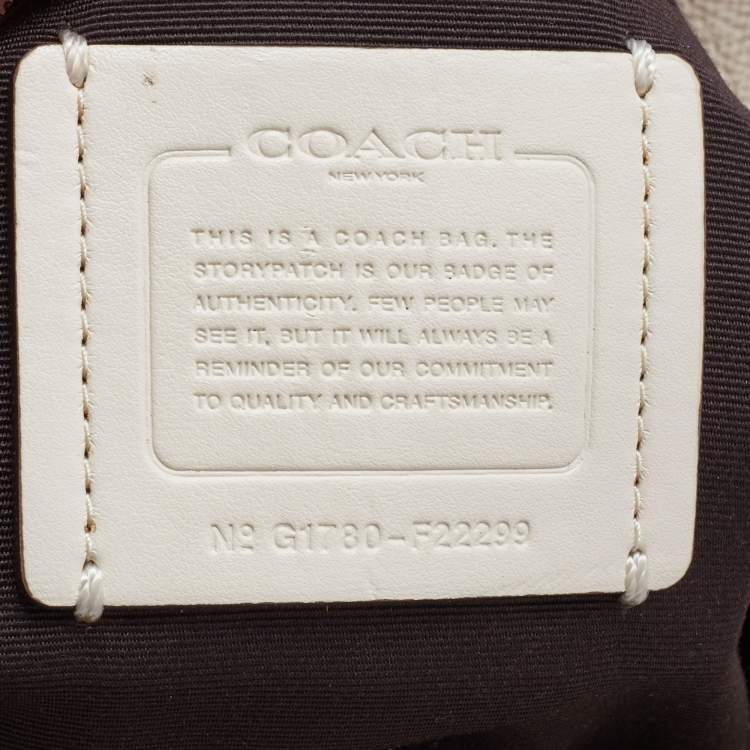 COACH
NEW YORK
THIS IS A COACH BAG. THE
STORYPATCH IS OUR BADGE OF
AUTHENTICITY. FEW PEOPLE MAY
SEE IT, BUT IT WILL ALWAYS BE A
REMINDER OF OUR COMMITMENT
TO QUALITY AND CRAFTSMANSHIP.
Nº G1780-F22299